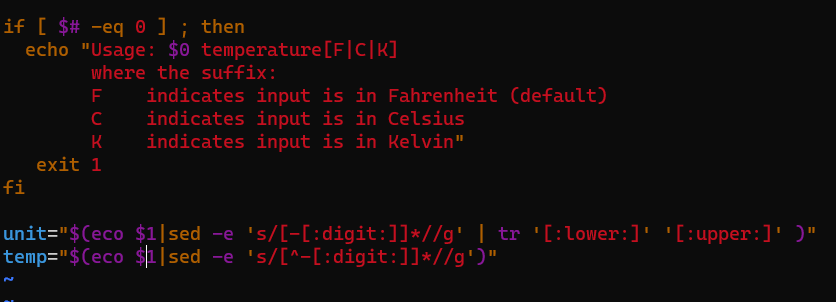 if [ $# -eq 0 ] ; then
  echo "Usage: $0 temperature[F|C|K]
        where the suffix:
        F    indicates input is in Fahrenheit (default)
        C    indicates input is in Celsius
        K    indicates input is in Kelvin"
   exit 1
fi

unit="$(eco $1|sed -e 's/[-[:digit:]]*//g' | tr '[:lower:]' '[:upper:]' )"
temp="$(eco $1|sed -e 's/[^-[:digit:]]*//g')"
~
~